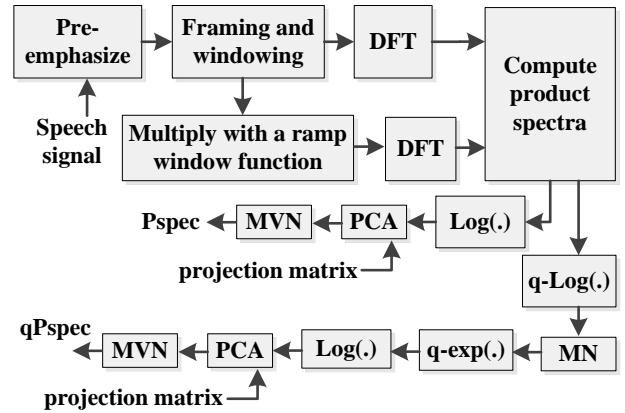 Pre-
emphasize
Framing and
windowing
DFT
Compute
product
spectra
Speech
signal
Multiply with a ramp
window function
DFT
Pspec
MVN
PCA
Log(.)
projection matrix
q-Log(.)
qPspec
MVN
PCA
Log(.)
q-exp(.)
MN
projection matrix